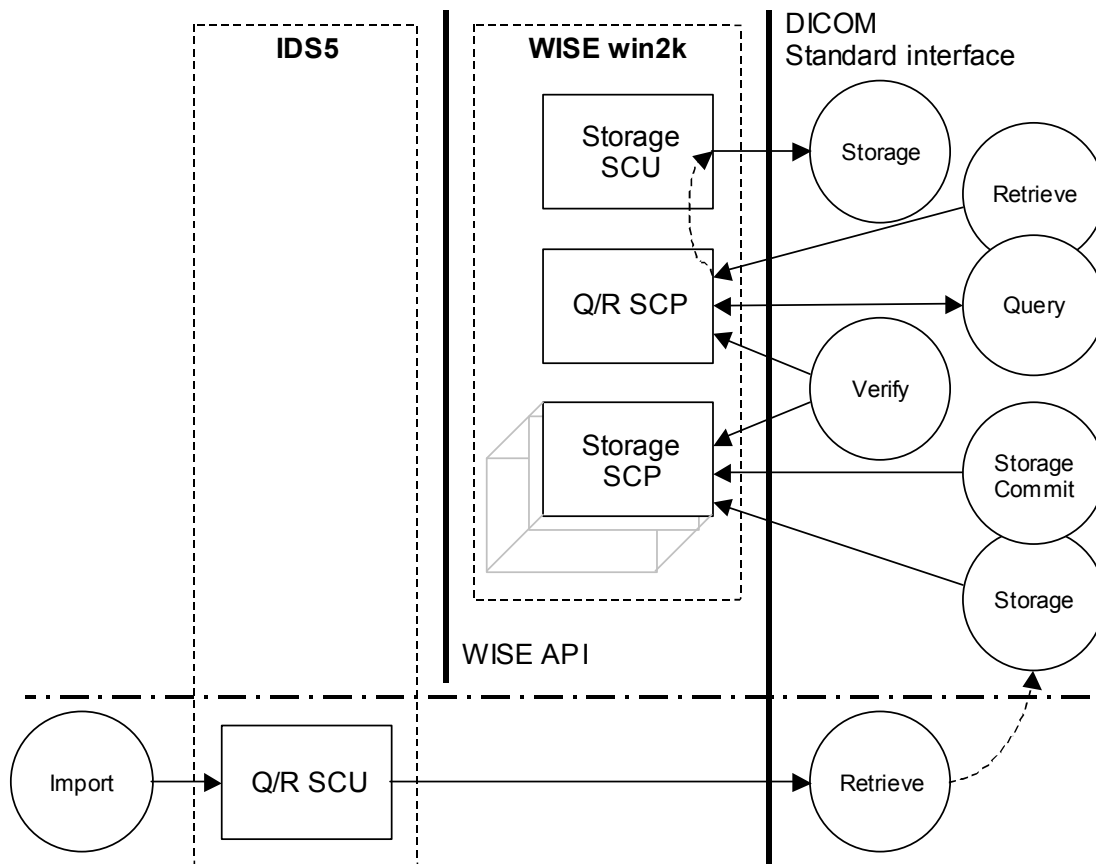 IDS5
WISE win2k
DICOM
Standard interface
Storage
SCU
Storage
Retrieve
Q/R SCP
Query
Verify
Storage
SCP
Storage
Commit
Storage
WISE API
Import
Q/R SCU
Retrieve